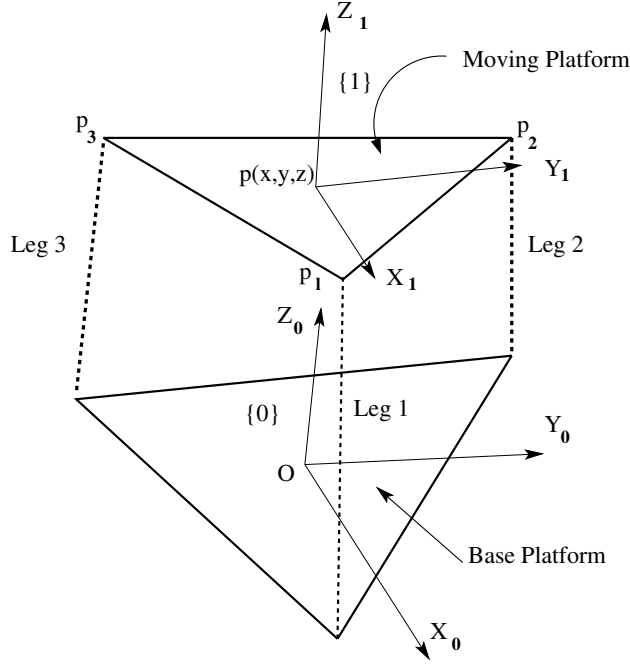 Z 1
Moving Platform
{1}
p 3
p 2
p(x,y,z)
Y 1
Leg 3
Leg 2
p 1
X 1
Z 0
{0}
Leg 1
Y 0
O
Base Platform
X 0